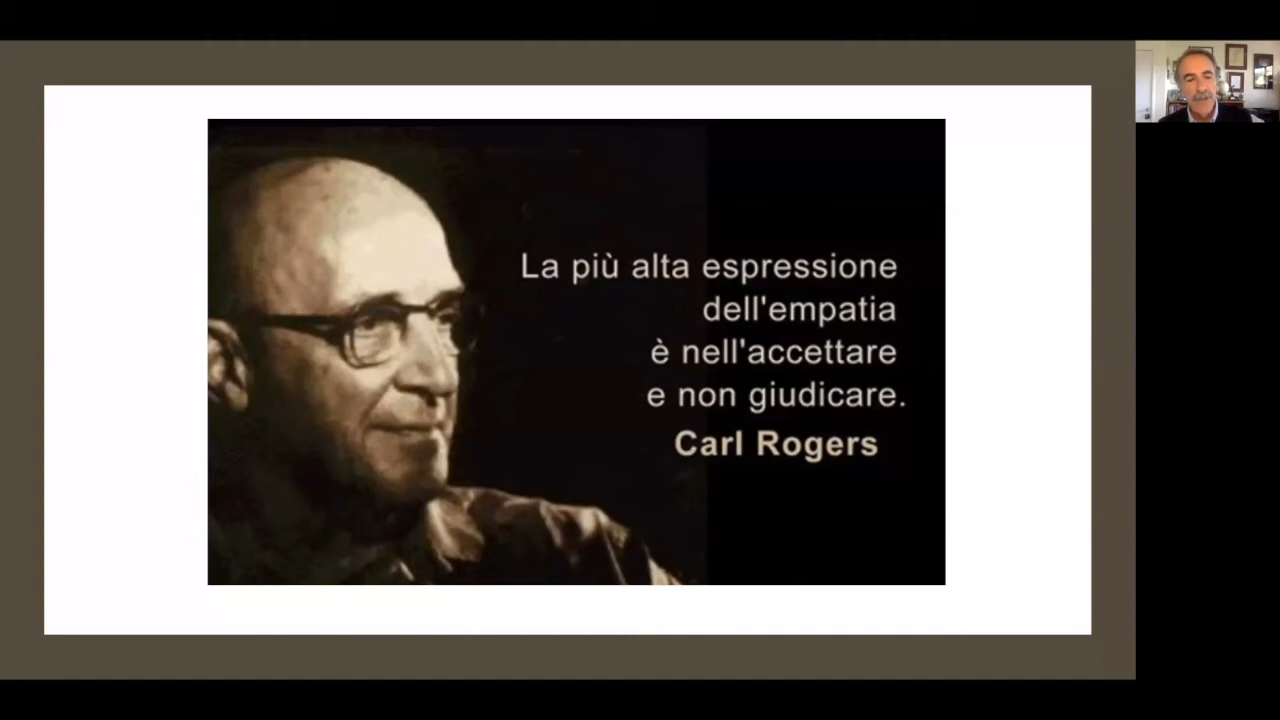 La più alta espressione
dell'empatia
è nell'accettare
e non giudicare.
Carl Rogers